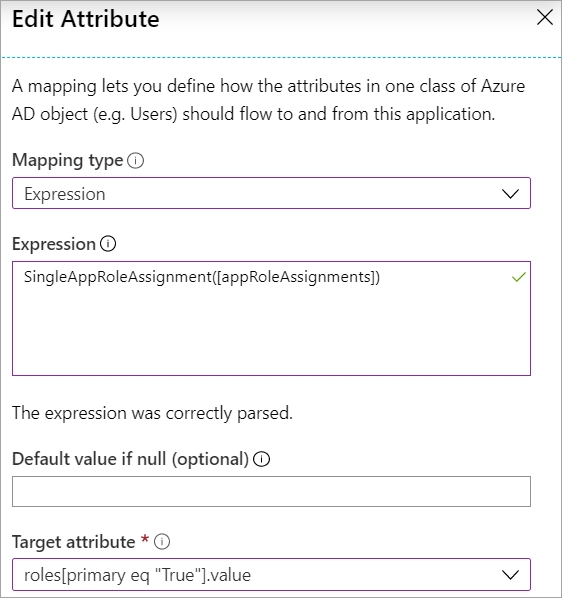 Edit Attribute
A mapping lets you define how the attributes in one class of Azure
AD object (e.g. Users) should flow to and from this application.
Mapping type
Expression
Expression
SingleAppRoleAssignment([appRoleAssignments])
The expression was correctly parsed.
Default value if null (optional)
Target attribute *
roles[primary eq "True"].value